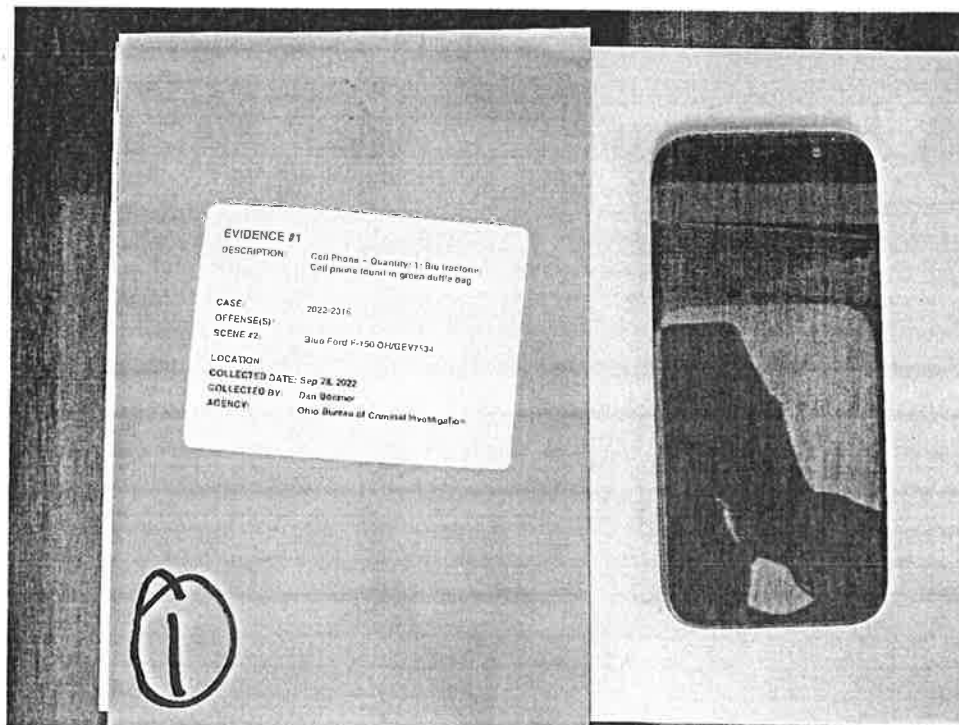 EVIDENCE #1
DESCRIPTION: Cell Phone - Quantity: 1: Blu tracfone;
Cell phone found in green duffle bag
CASE: 2022-2316
OFFENSE(S):
SCENE #2: Blue Ford F-150 OH/GEV7534
LOCATION:
COLLECTED DATE: Sep 28, 2022
COLLECTED BY: Dan
AGENCY: Ohio Bureau of Criminal Investigation
1